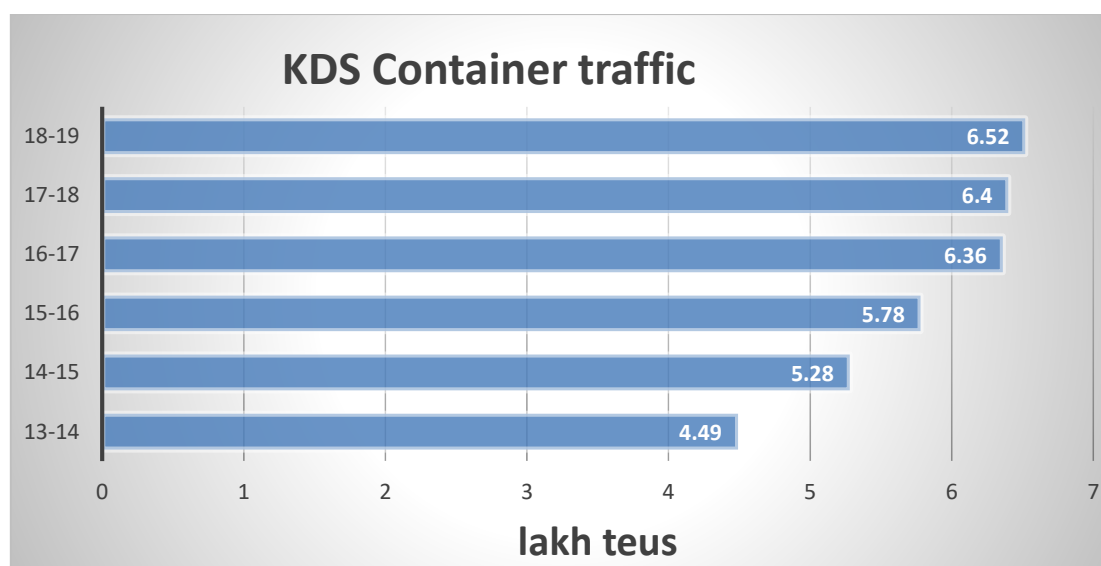 KDS Container traffic
18-19 6.52
17-18 6.4
16-17 6.36
15-16 5.78
14-15 5.28
13-14 4.49
0 1 2 3 4 5 6 7
lakh teus